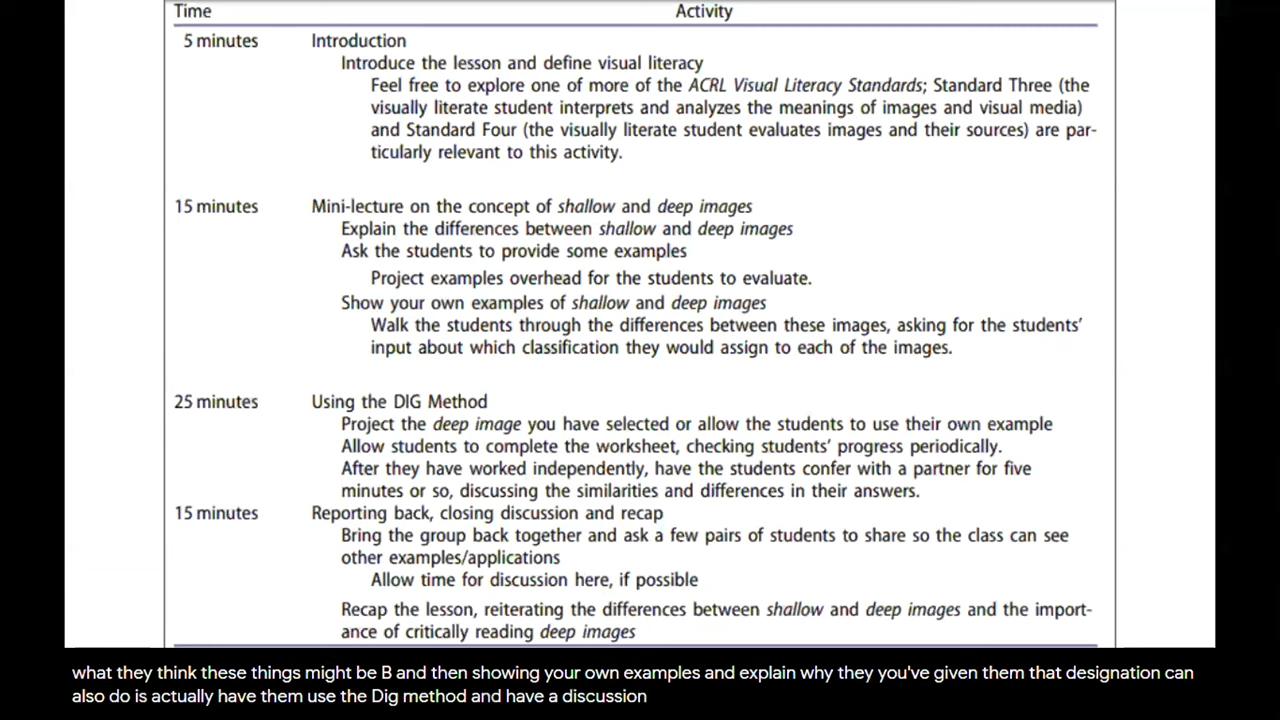 Time Activity
5 minutes Introduction
Introduce the lesson and define visual literacy
Feel free to explore one of more of the ACRL Visual Literacy Standards; Standard Three (the
visually literate student interprets and analyzes the meanings of images and visual media)
and Standard Four (the visually literate student evaluates images and their sources) are par-
ticularly relevant to this activity.
15 minutes Mini-lecture on the concept of shallow and deep images
Explain the differences between shallow and deep images
Ask the students to provide some examples
Project examples overhead for the students to evaluate.
Show your own examples of shallow and deep images
Walk the students through the differences between these images, asking for the students'
input about which classification they would assign to each of the images.
25 minutes Using the DIG Method
Project the deep image you have selected or allow the students to use their own example
Allow students to complete the worksheet, checking students' progress periodically.
After they have worked independently, have the students confer with a partner for five
minutes or so, discussing the similarities and differences in their answers.
15 minutes Reporting back, closing discussion and recap
Bring the group back together and ask a few pairs of students to share so the class can see
other examples/applications
Allow time for discussion here, if possible
Recap the lesson, reiterating the differences between shallow and deep images and the import-
ance of critically reading deep images
what they think these things might be B and then showing your own examples and explain why they you've given them that designation can
also do is actually have them use the Dig method and have a discussion